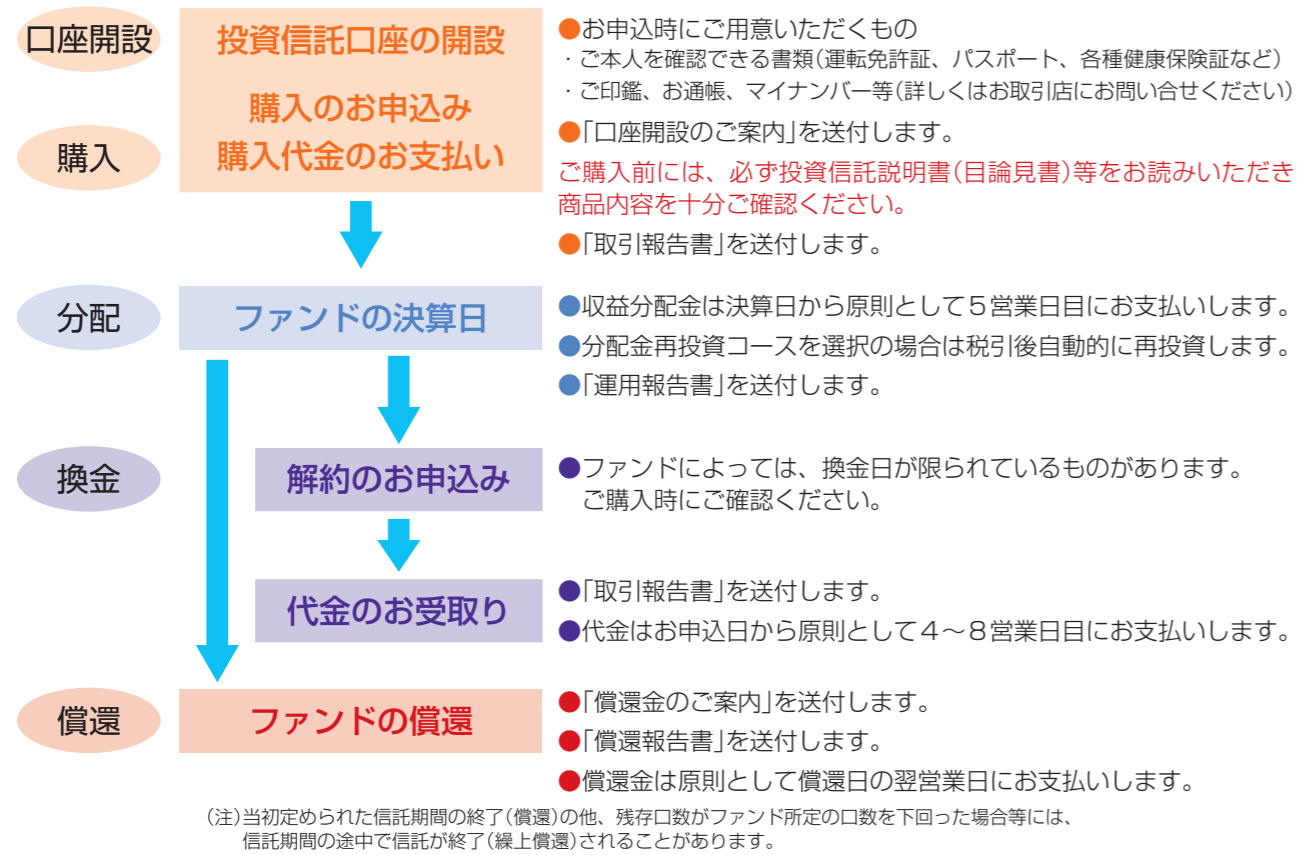 口座開設
投資信託口座の開設
購入のお申込み
購入
購入代金のお支払い
●お申込時にご用意いただくもの
・ご本人を確認できる書類(運転免許証、パスポート、各種健康保険証など)
・ご印鑑、お通帳、マイナンバー等(詳しくはお取引店にお問い合せください)
●「口座開設のご案内」を送付します。
ご購入前には、必ず投資信託説明書(目論見書)等をお読みいただき
商品内容を十分ご確認ください。
●「取引報告書」を送付します。
分配
ファンドの決算日
●収益分配金は決算日から原則として5営業日目にお支払いします。
●分配金再投資コースを選択の場合は税引後自動的に再投資します。
●「運用報告書」を送付します。
換金
解約のお申込み
●ファンドによっては、換金日が限られているものがあります。
ご購入時にご確認ください。
代金のお受取り
●「取引報告書」を送付します。
●代金はお申込日から原則として4~8営業日目にお支払いします。
償還
ファンドの償還
●「償還金のご案内」を送付します。
●「償還報告書」を送付します。
●償還金は原則として償還日の翌営業日にお支払いします。
(注)当初定められた信託期間の終了(償還)の他、残存口数がファンド所定の口数を下回った場合等には、
信託期間の途中で信託が終了(繰上償還)されることがあります。